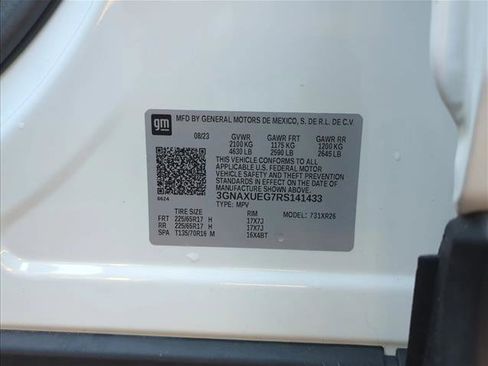 gm
MFD BY GENERAL MOTORS DE MEXICO, S. DE R.L. DE C.V.
08/23 GVWR GAWR FRT GAWR RR
2100 KG 1175 KG 1200 KG
4630 LB 2590 LB 2645 LB
THIS VEHICLE CONFORMS TO ALL
APPLICABLE U.S. FEDERAL MOTOR
VEHICLE SAFETY AND THEFT
PREVENTION STANDARDS IN EFFECT
ON THE DATE OF MANUFACTURE
SHOWN ABOVE.
3GNAXUEG7RS141433
8624 TYPE: MPV MODEL: 731XR26
TIRE SIZE RIM
FRT 225/65R17 H 17X7J
RR 225/65R17 H 17X7J
SPA T135/70R16 M 16X4BT